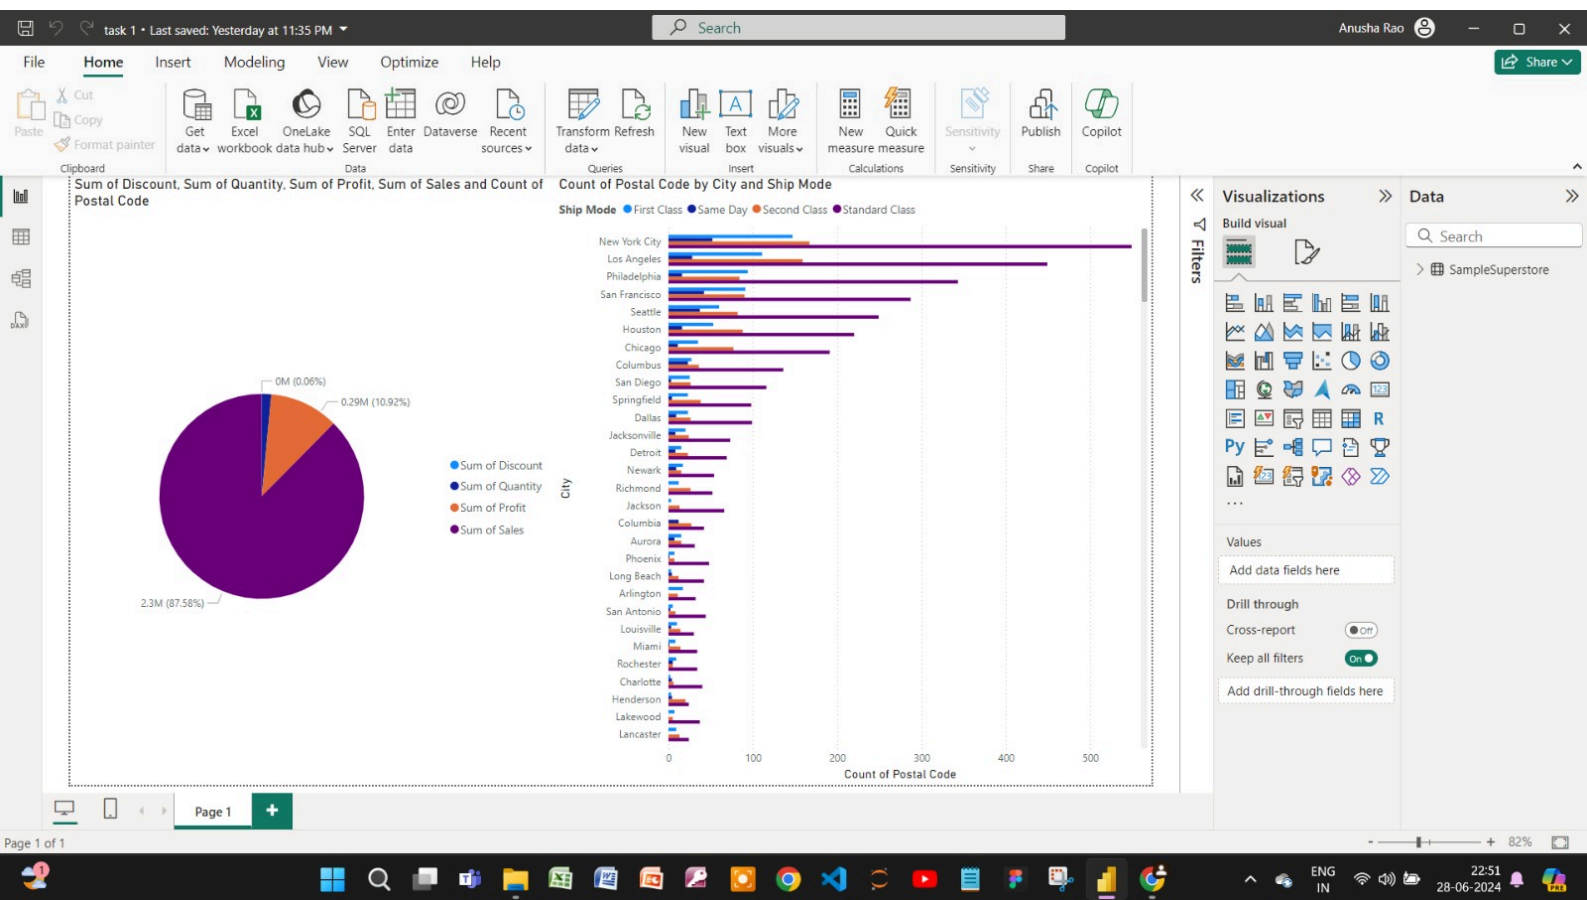 task 1 • Last saved: Yesterday at 11:35 PM
Search
Anusha Rao
File Home Insert Modeling View Optimize Help
Share
Paste
Cut
Copy
Format painter
Clipboard
Get data
Excel workbook
OneLake data hub
SQL Server
Enter data
Dataverse
Recent sources
Data
Transform data
Refresh
Queries
New visual
Text box
More visuals
Insert
New measure
Quick measure
Calculations
Sensitivity
Sensitivity
Publish
Share
Copilot
Copilot
Sum of Discount, Sum of Quantity, Sum of Profit, Sum of Sales and Count of
Postal Code
0M (0.06%)
0.29M (10.92%)
2.3M (87.58%)
Sum of Discount
Sum of Quantity
Sum of Profit
Sum of Sales
Count of Postal Code by City and Ship Mode
Ship Mode First Class Same Day Second Class Standard Class
City
New York City
Los Angeles
Philadelphia
San Francisco
Seattle
Houston
Chicago
Columbus
San Diego
Springfield
Dallas
Jacksonville
Detroit
Newark
Richmond
Jackson
Columbia
Aurora
Phoenix
Long Beach
Arlington
San Antonio
Louisville
Miami
Rochester
Charlotte
Henderson
Lakewood
Lancaster
0 100 200 300 400 500
Count of Postal Code
Filters
Visualizations
Build visual
123
R
Py
123
...
Values
Add data fields here
Drill through
Cross-report Off
Keep all filters On
Add drill-through fields here
Data
Search
SampleSuperstore
DAX
Page 1
+
Page 1 of 1
- + 82%
1
ENG
IN
22:51
28-06-2024
PRE